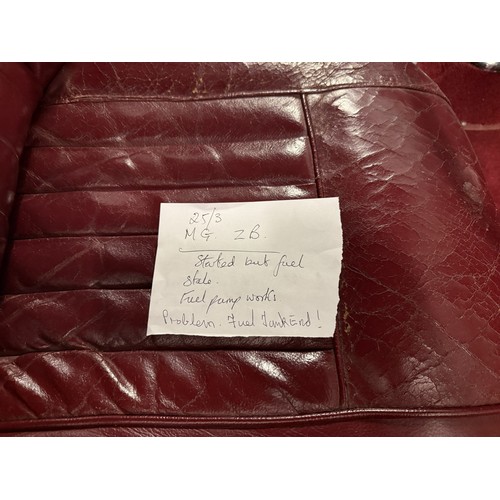 25/3
MG ZB.
Started but fuel
Stale.
Fuel pump works
Problem. Fuel Tank End!